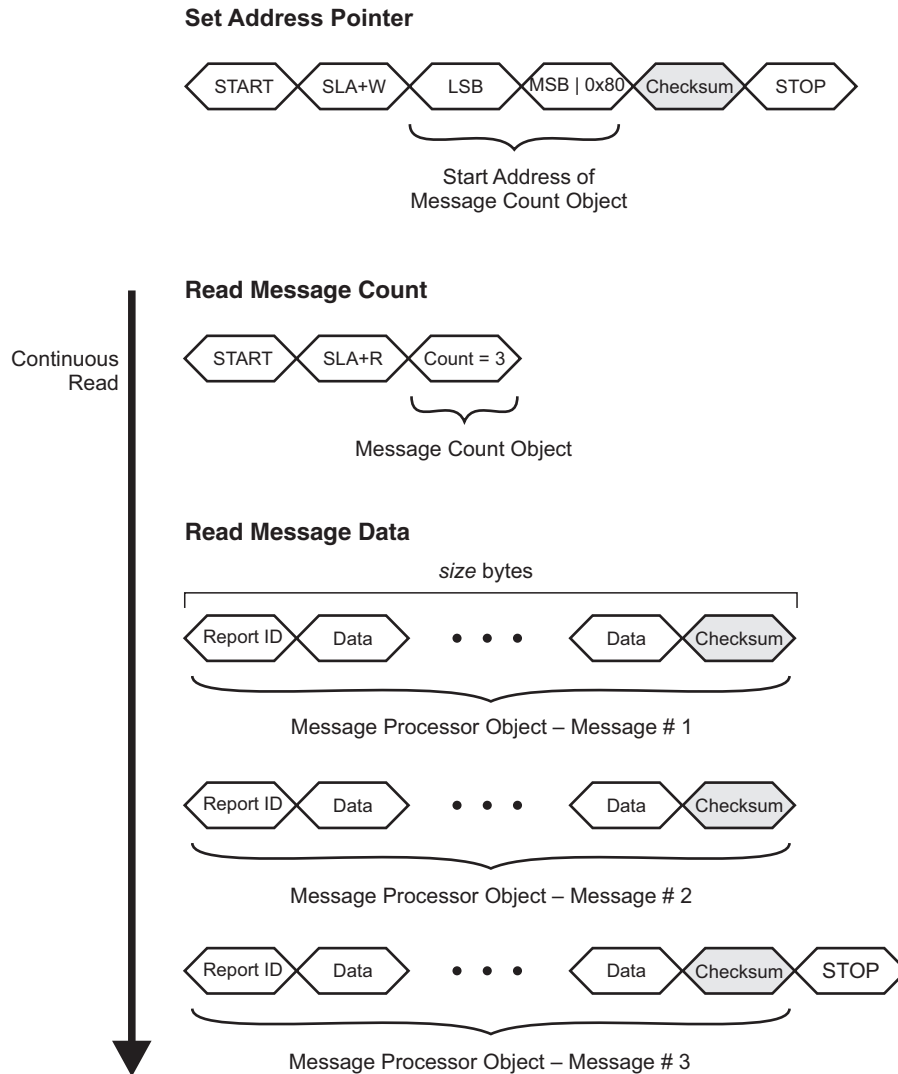 Set Address Pointer
START SLA+W LSB MSB | 0x80 Checksum STOP
Start Address of
Message Count Object
Read Message Count
Continuous
Read
START SLA+R Count = 3
Message Count Object
Read Message Data
size bytes
Report ID Data • • • Data Checksum
Message Processor Object – Message # 1
Report ID Data • • • Data Checksum
Message Processor Object – Message # 2
Report ID Data • • • Data Checksum STOP
Message Processor Object – Message # 3